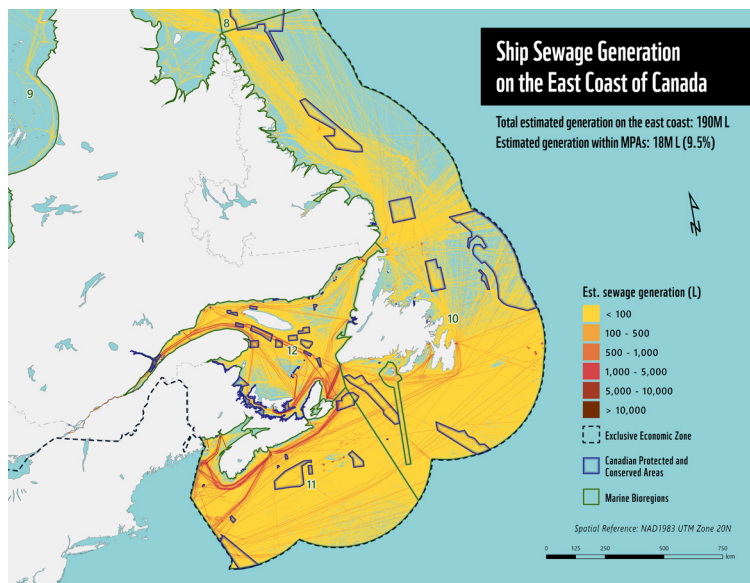 Ship Sewage Generation
on the East Coast of Canada
Total estimated generation on the east coast: 190M L
Estimated generation within MPAs: 18M L (9.5%)
8
9
N
10
12
11
Est. sewage generation (L)
< 100
100 - 500
500 - 1,000
1,000 - 5,000
5,000 - 10,000
> 10,000
Exclusive Economic Zone
Canadian Protected and
Conserved Areas
Marine Bioregions
Spatial Reference: NAD1983 UTM Zone 20N
0 125 250 500 750
km